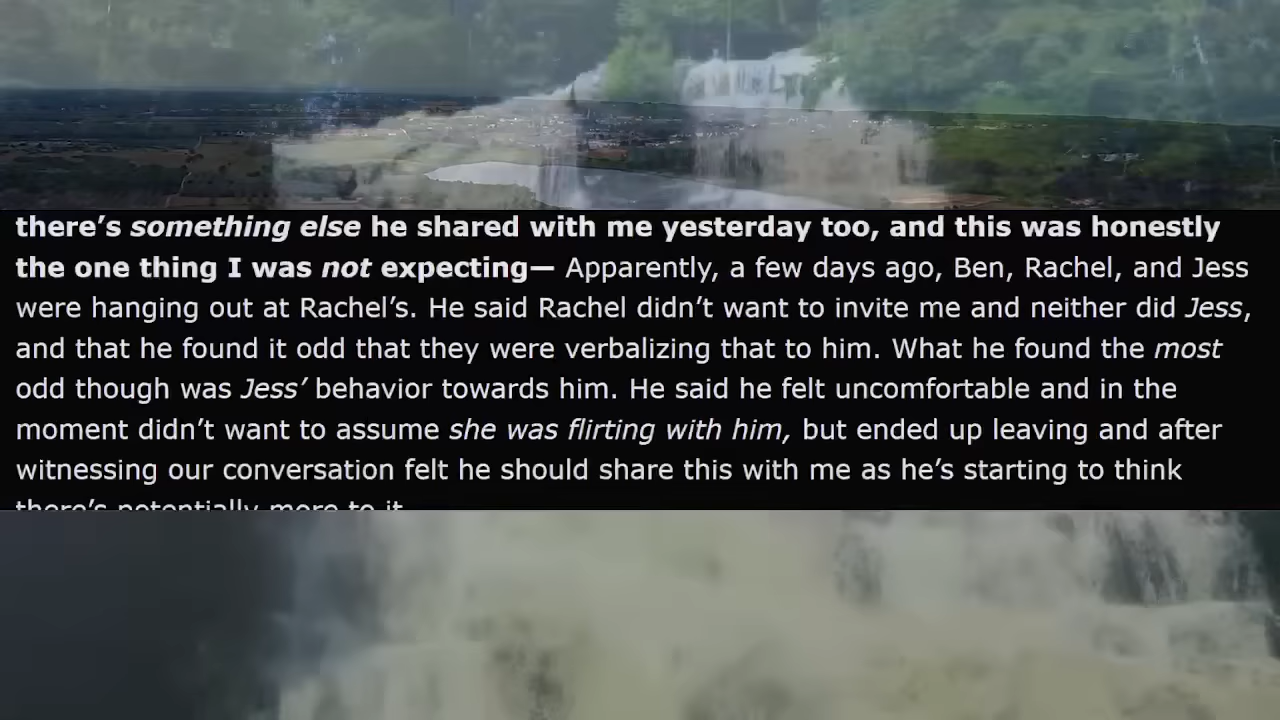 there’s something else he shared with me yesterday too, and this was honestly
the one thing I was not expecting— Apparently, a few days ago, Ben, Rachel, and Jess
were hanging out at Rachel’s. He said Rachel didn’t want to invite me and neither did Jess,
and that he found it odd that they were verbalizing that to him. What he found the most
odd though was Jess’ behavior towards him. He said he felt uncomfortable and in the
moment didn’t want to assume she was flirting with him, but ended up leaving and after
witnessing our conversation felt he should share this with me as he’s starting to think
there’s potentially more to it